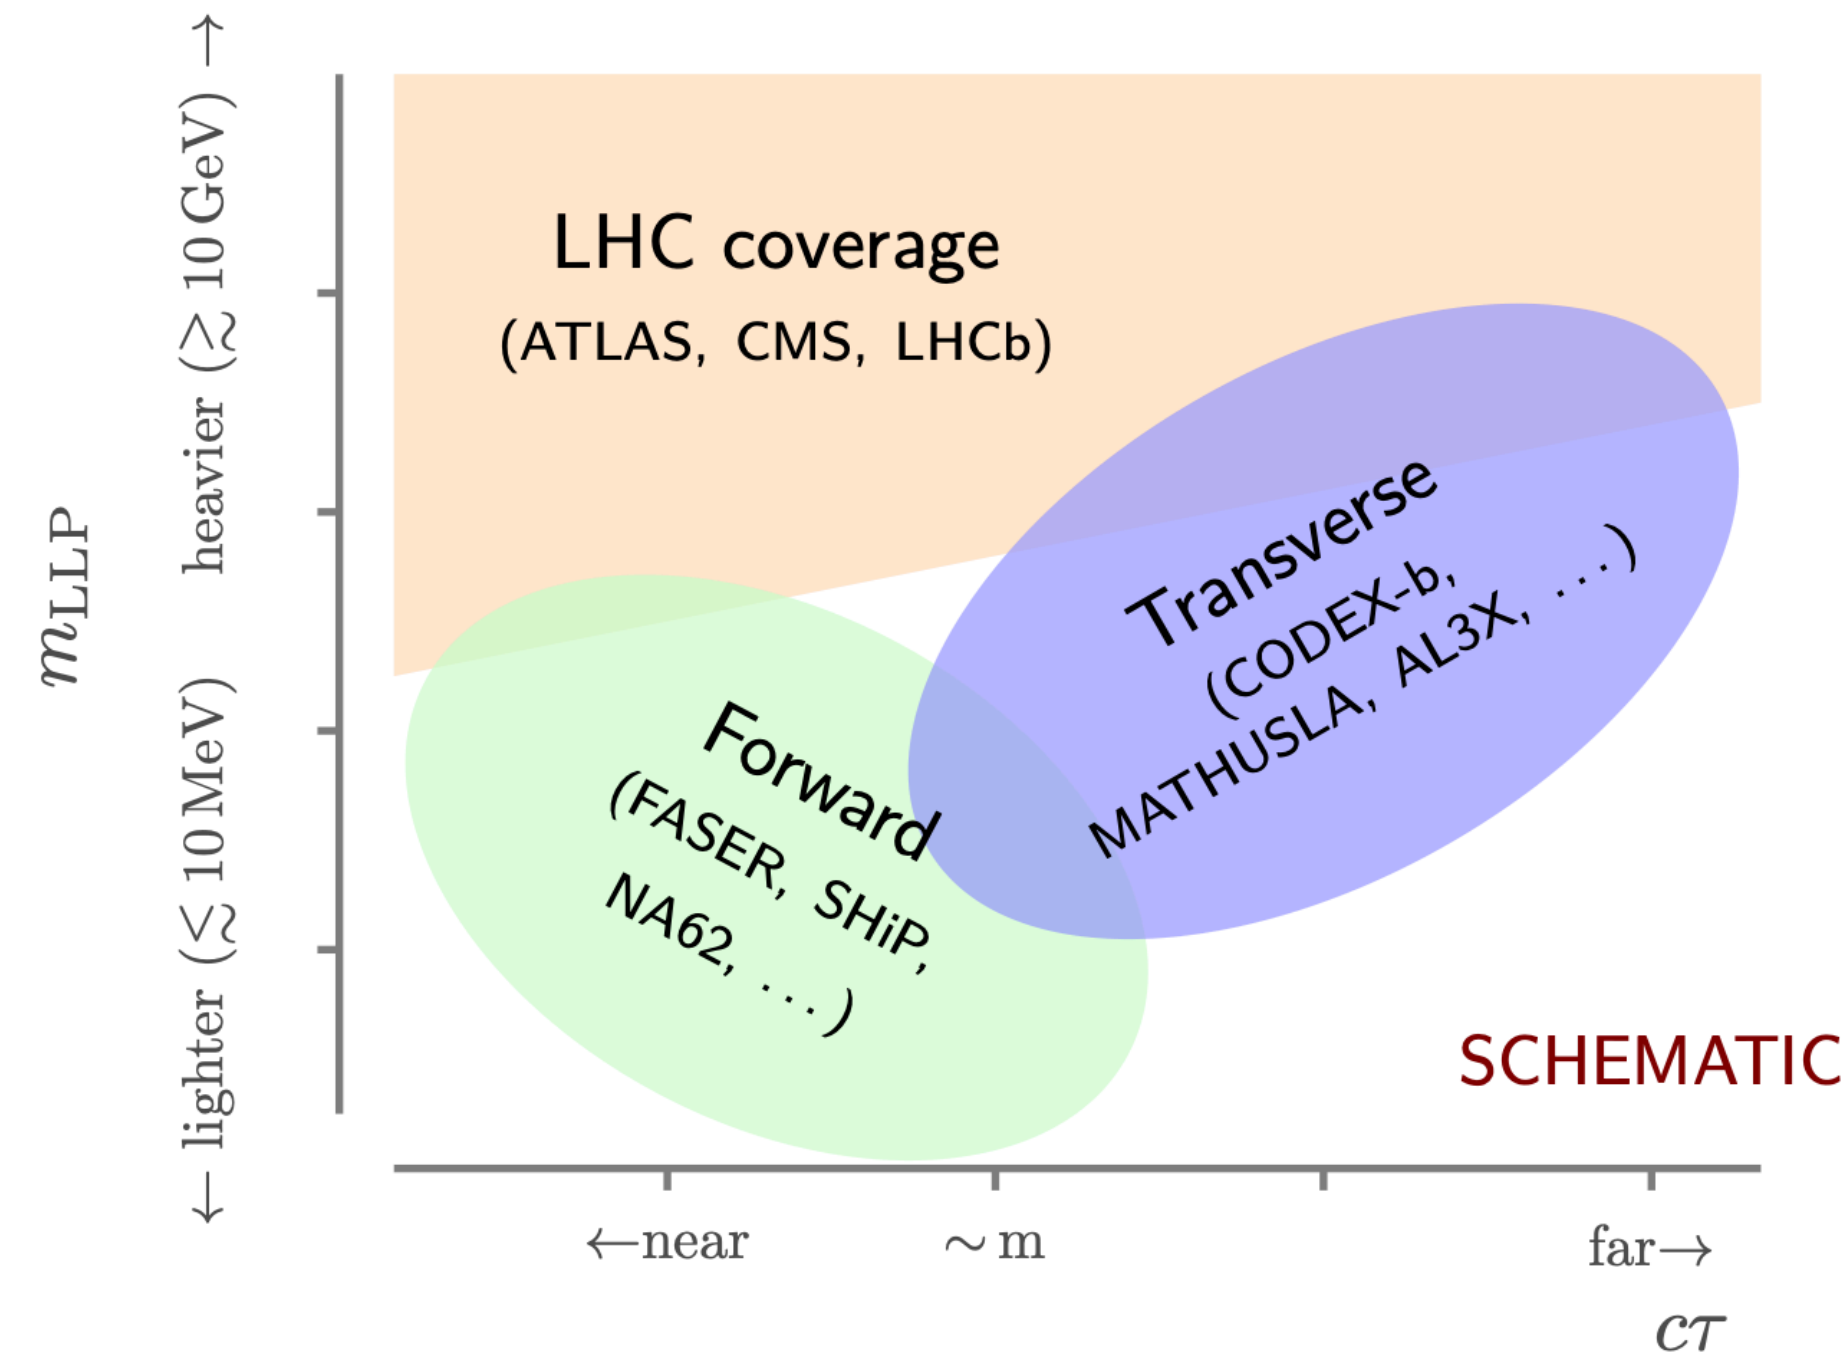 LHC coverage
(ATLAS, CMS, LHCb)
Transverse
(CODEX-b,
MATHUSLA, AL3X, ...)
Forward
(FASER, SHiP,
NA62, ...)
SCHEMATIC
m_LLP
← lighter (≲ 10 MeV) heavier (≳ 10 GeV) →
←near ∼ m far→
cτ